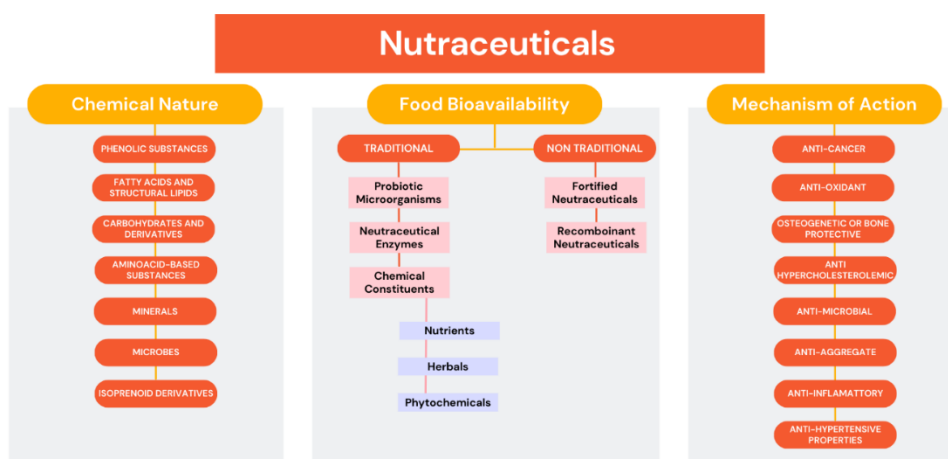 Nutraceuticals
Chemical Nature
PHENOLIC SUBSTANCES
FATTY ACIDS AND
STRUCTURAL LIPIDS
CARBOHYDRATES AND
DERIVATIVES
AMINOACID-BASED
SUBSTANCES
MINERALS
MICROBES
ISOPRENOID DERIVATIVES
Food Bioavailability
TRADITIONAL
Probiotic
Microorganisms
Neutraceutical
Enzymes
Chemical
Constituents
Nutrients
Herbals
Phytochemicals
NON TRADITIONAL
Fortified
Neutraceuticals
Recomboinant
Neutraceuticals
Mechanism of Action
ANTI-CANCER
ANTI-OXIDANT
OSTEOGENETIC OR BONE
PROTECTIVE
ANTI
HYPERCHOLESTEROLEMIC
ANTI-MICROBIAL
ANTI-AGGREGATE
ANTI-INFLAMATTORY
ANTI-HYPERTENSIVE
PROPERTIES